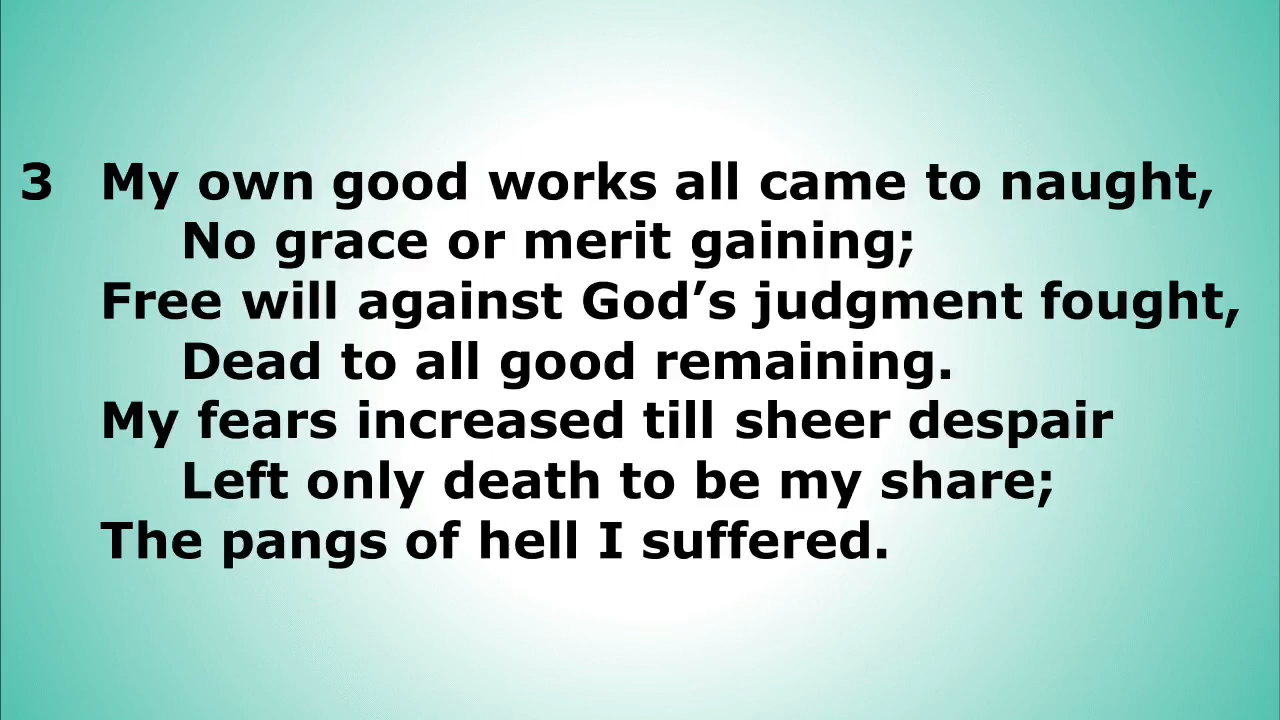 3 My own good works all came to naught,
No grace or merit gaining;
Free will against God’s judgment fought,
Dead to all good remaining.
My fears increased till sheer despair
Left only death to be my share;
The pangs of hell I suffered.